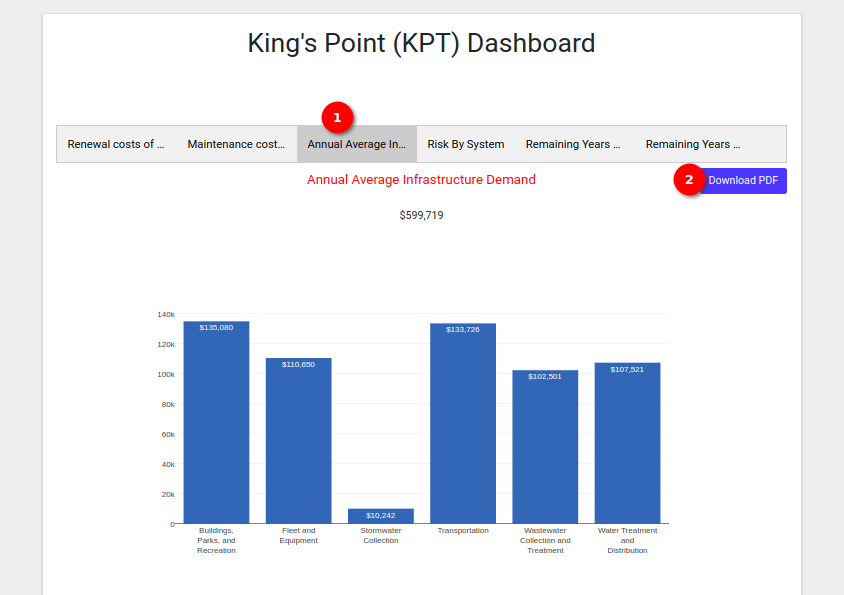 King's Point (KPT) Dashboard
1
Renewal costs of ... Maintenance cost... Annual Average In... Risk By System Remaining Years ... Remaining Years ...
Annual Average Infrastructure Demand
2 Download PDF
$599,719
140k
120k
100k
80k
60k
40k
20k
0
$135,080
$110,650
$10,242
$133,726
$102,501
$107,521
Buildings,
Parks, and
Recreation
Fleet and
Equipment
Stormwater
Collection
Transportation
Wastewater
Collection and
Treatment
Water Treatment
and
Distribution